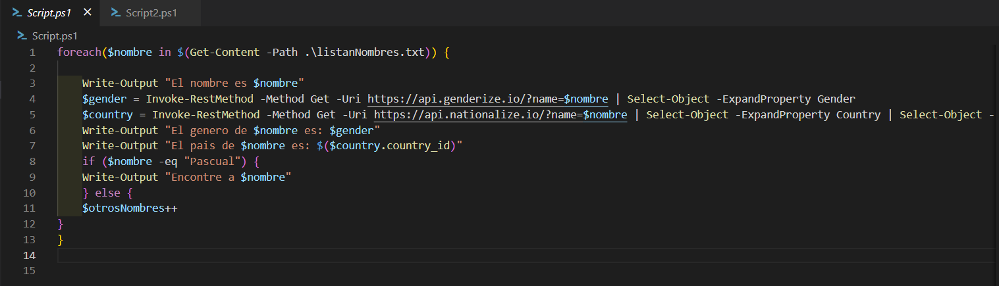 Script.ps1
Script2.ps1
Script.ps1
1 foreach($nombre in $(Get-Content -Path .\listanNombres.txt)) {
2
3 Write-Output "El nombre es $nombre"
4 $gender = Invoke-RestMethod -Method Get -Uri https://api.genderize.io/?name=$nombre | Select-Object -ExpandProperty Gender
5 $country = Invoke-RestMethod -Method Get -Uri https://api.nationalize.io/?name=$nombre | Select-Object -ExpandProperty Country | Select-Object -
6 Write-Output "El genero de $nombre es: $gender"
7 Write-Output "El pais de $nombre es: $($country.country_id)"
8 if ($nombre -eq "Pascual") {
9 Write-Output "Encontre a $nombre"
10 } else {
11 $otrosNombres++
12 }
13 }
14
15